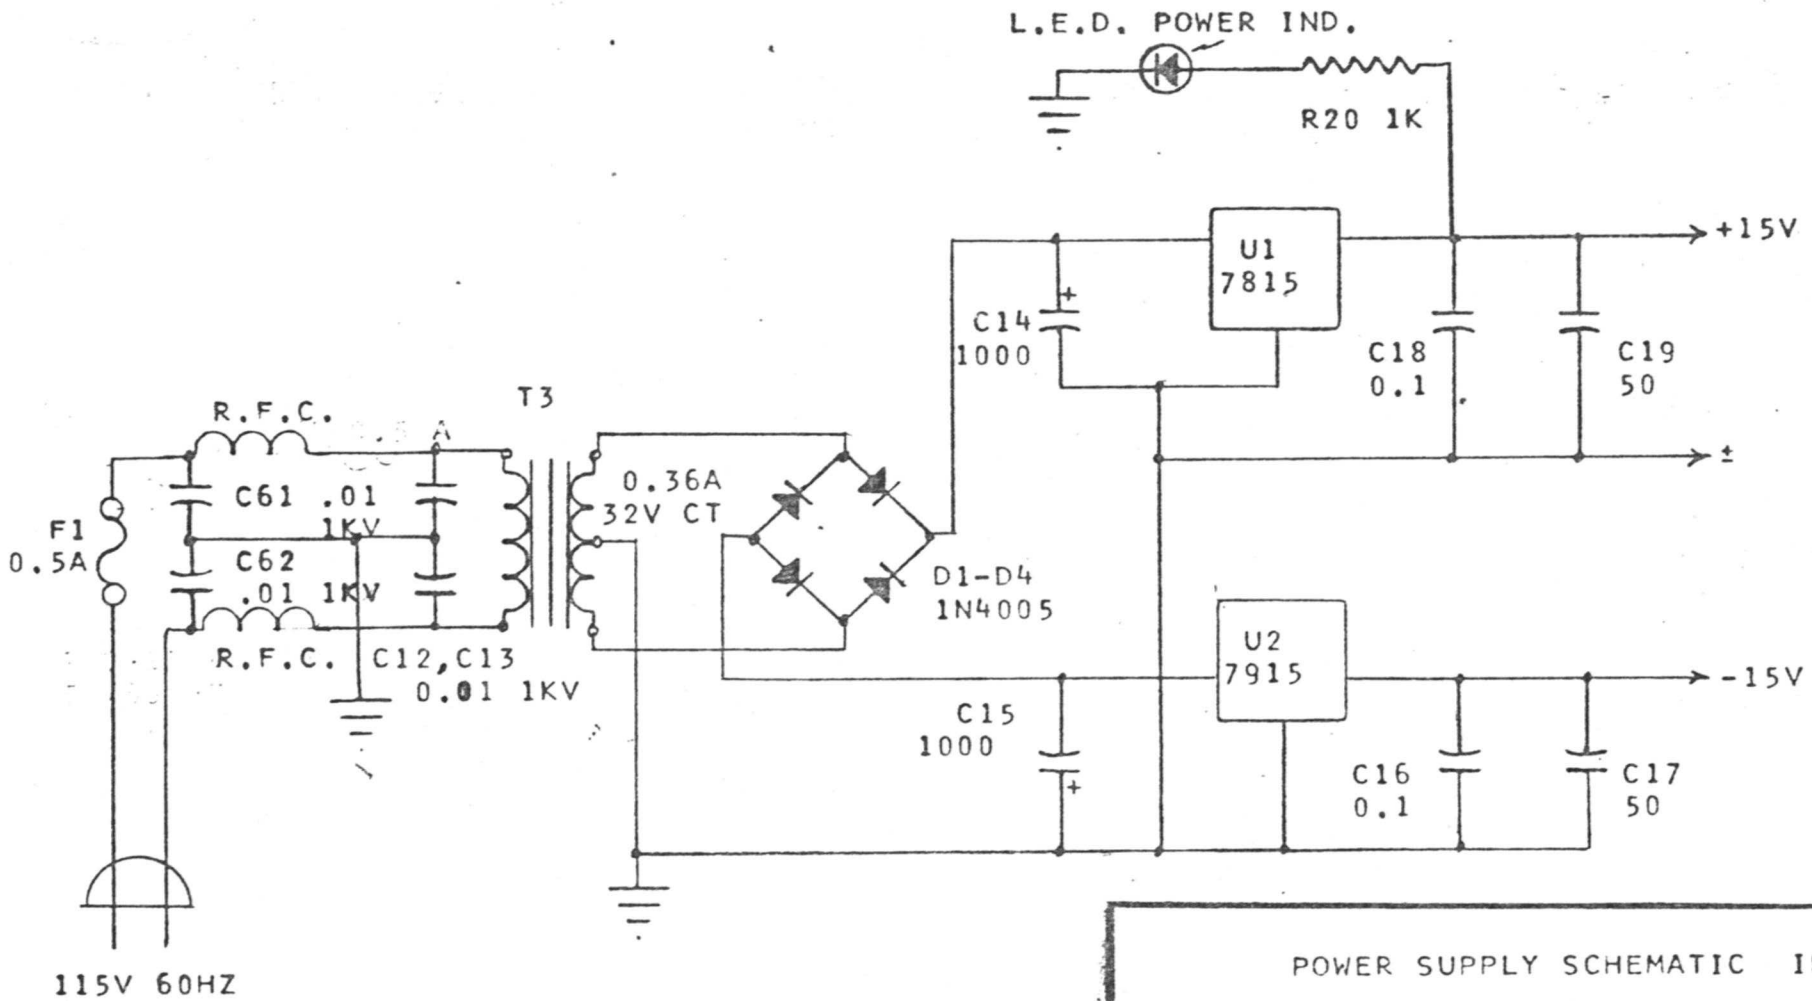 L.E.D. POWER IND.
R20 1K
+15V
U1
7815
+
C14
1000
C18
0.1
C19
50
T3
R.F.C.
A
0.36A
32V CT
±
C61 .01
1KV
F1
0.5A
C62
.01 1KV
D1-D4
1N4005
R.F.C.
C12,C13
0.01 1KV
U2
7915
-15V
C15
1000
+
C16
0.1
C17
50
115V 60HZ
POWER SUPPLY SCHEMATIC